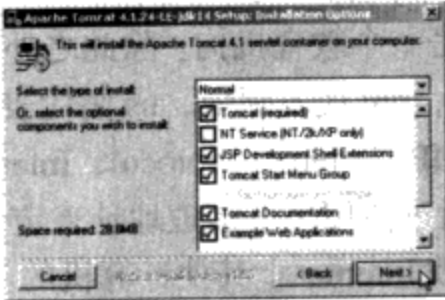 Apache Tomcat 4.1.24-LE-jdk14 Setup: Installation Options
This will install the Apache Tomcat 4.1 servlet container on your computer.
Select the type of install:
Normal
Or, select the optional components you wish to install:
Tomcat (required)
NT Service (NT/2k/XP only)
JSP Development Shell Extensions
Tomcat Start Menu Group
Tomcat Documentation
Example Web Applications
Space required: 28.8MB
Cancel
< Back
Next >